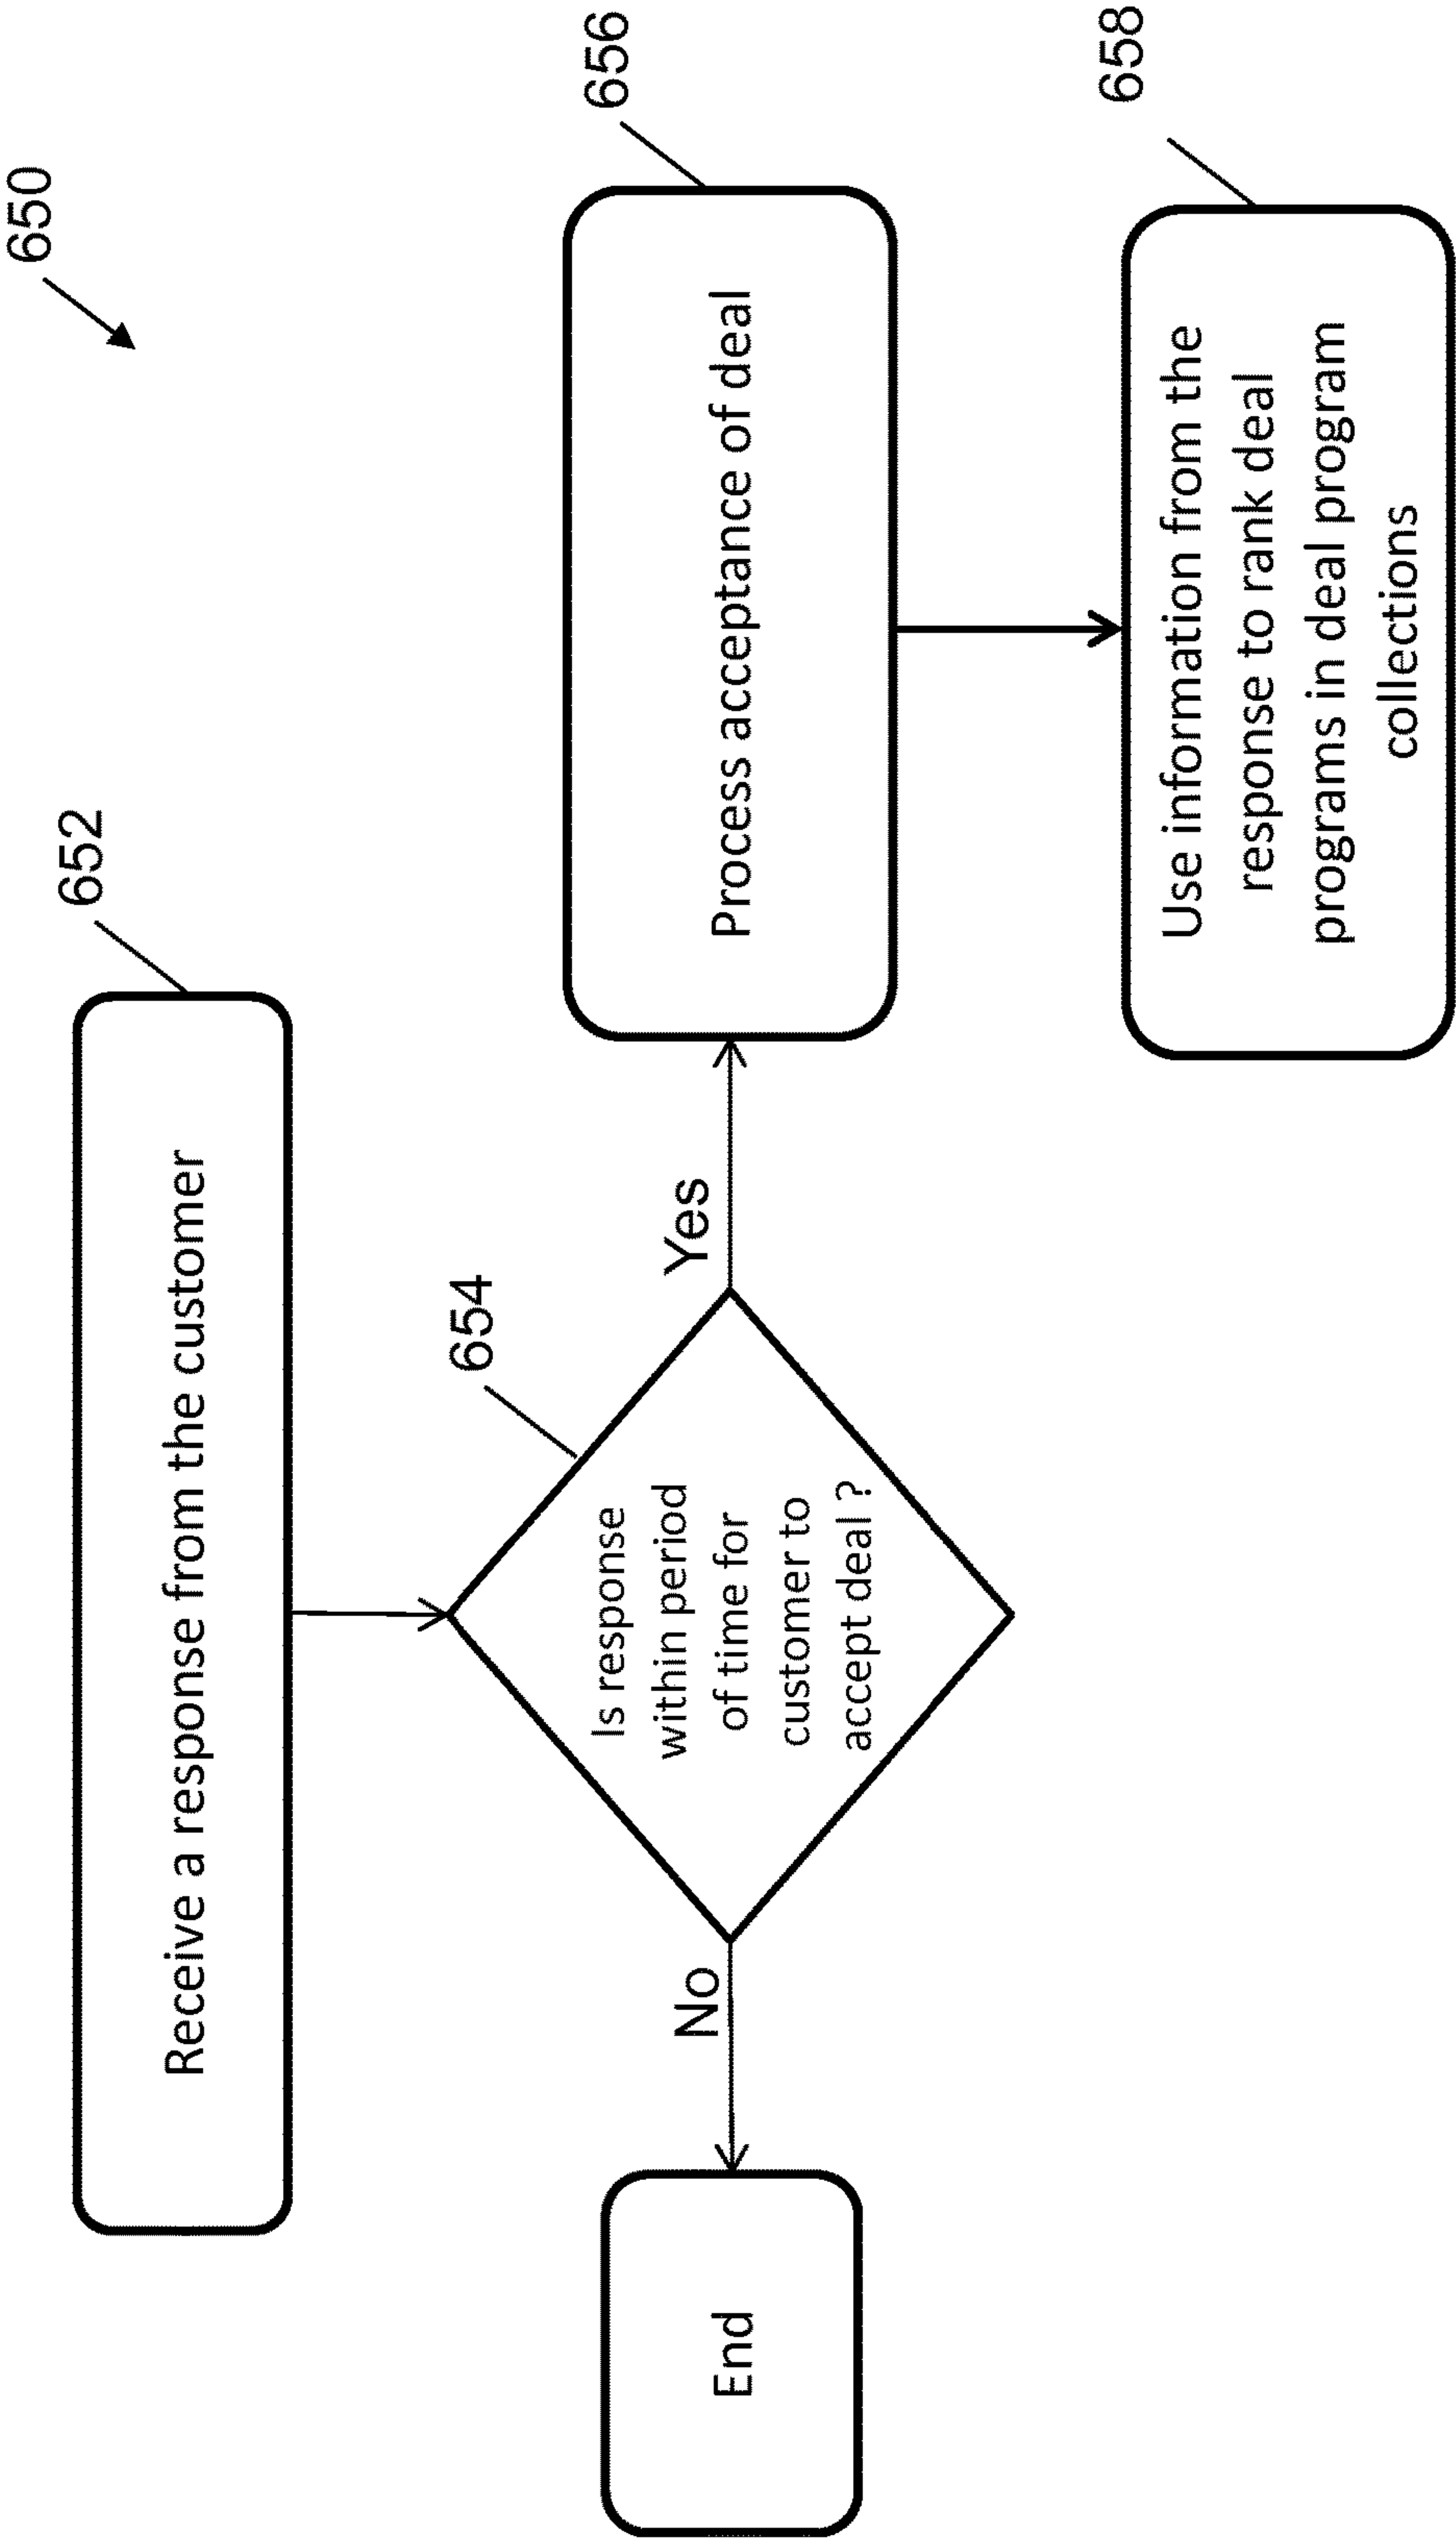 650
652
Receive a response from the customer
654
Is response
within period
of time for
customer to
accept deal ?
No
End
Yes
656
Process acceptance of deal
658
Use information from the
response to rank deal
programs in deal program
collections